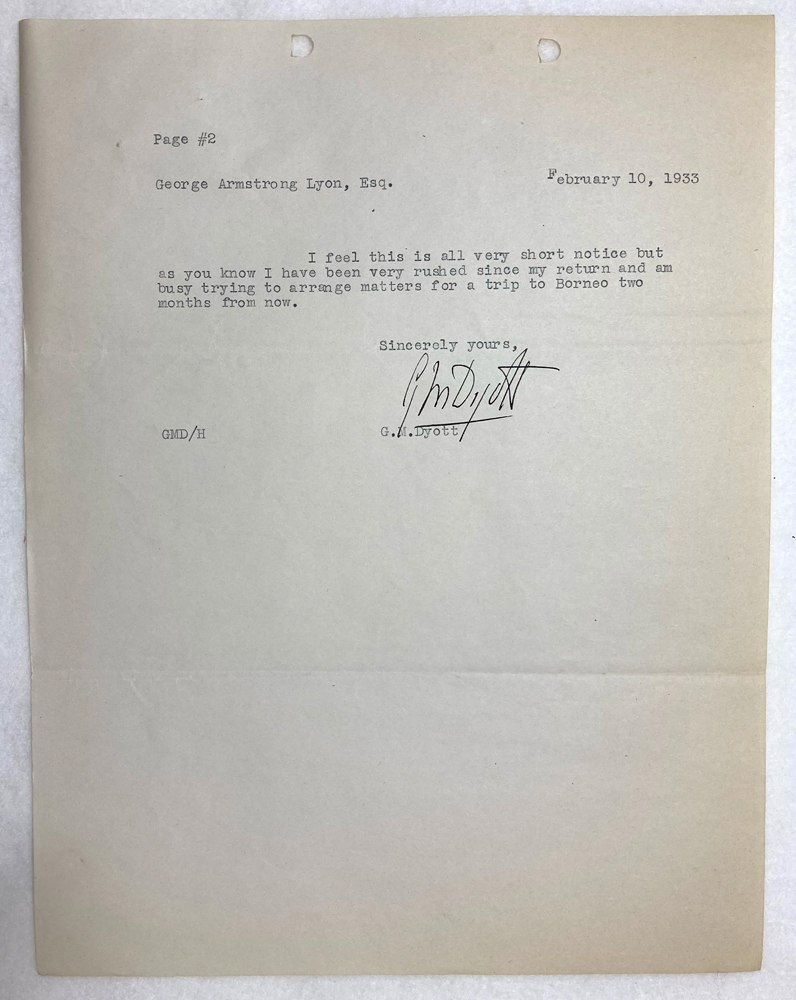 Page #2
George Armstrong Lyon, Esq. February 10, 1933
I feel this is all very short notice but
as you know I have been very rushed since my return and am
busy trying to arrange matters for a trip to Borneo two
months from now.
Sincerely yours,
G M Dyott
GMD/H G.M.Dyott